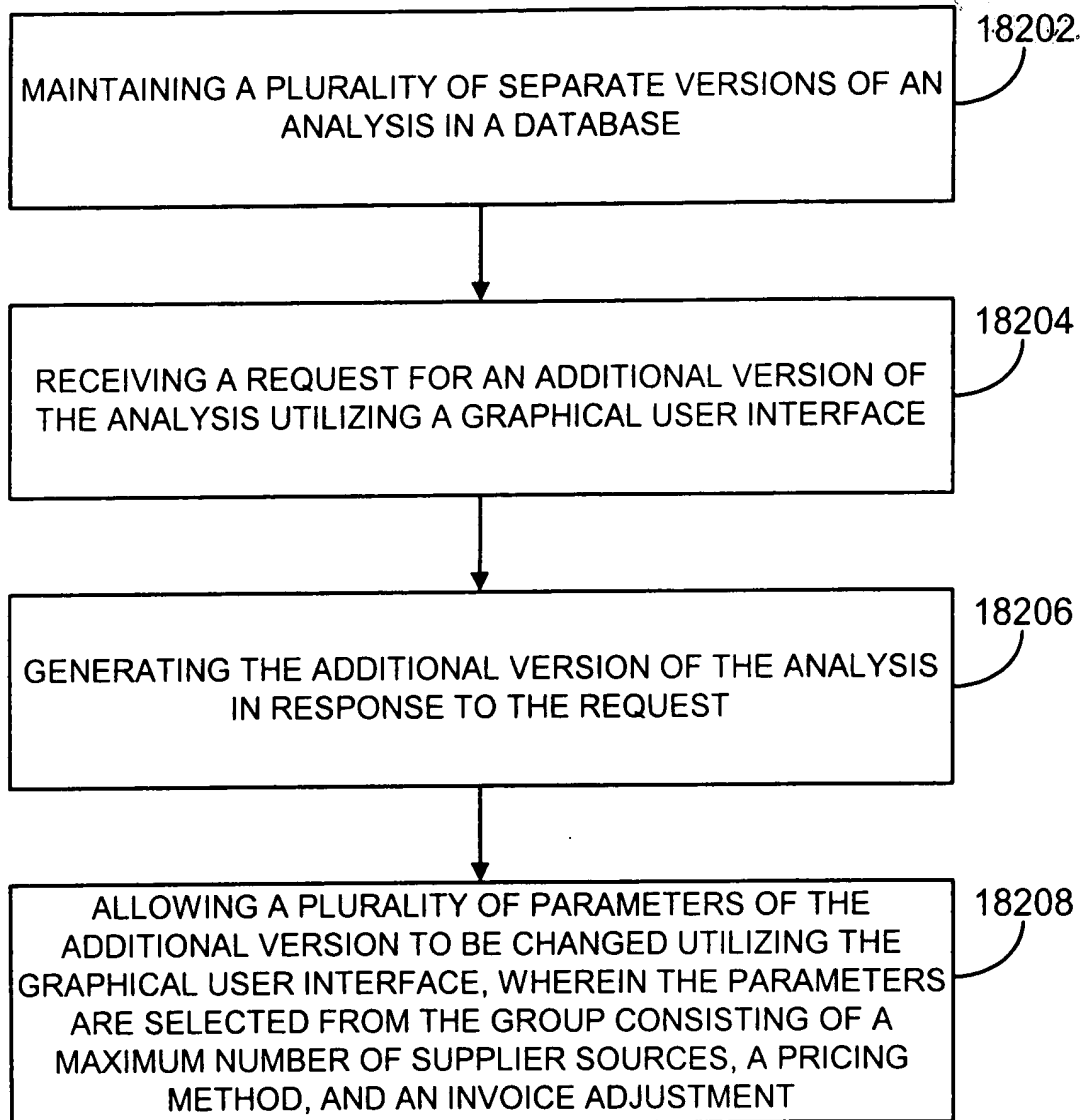 18202
MAINTAINING A PLURALITY OF SEPARATE VERSIONS OF AN
ANALYSIS IN A DATABASE
18204
RECEIVING A REQUEST FOR AN ADDITIONAL VERSION OF
THE ANALYSIS UTILIZING A GRAPHICAL USER INTERFACE
18206
GENERATING THE ADDITIONAL VERSION OF THE ANALYSIS
IN RESPONSE TO THE REQUEST
18208
ALLOWING A PLURALITY OF PARAMETERS OF THE
ADDITIONAL VERSION TO BE CHANGED UTILIZING THE
GRAPHICAL USER INTERFACE, WHEREIN THE PARAMETERS
ARE SELECTED FROM THE GROUP CONSISTING OF A
MAXIMUM NUMBER OF SUPPLIER SOURCES, A PRICING
METHOD, AND AN INVOICE ADJUSTMENT